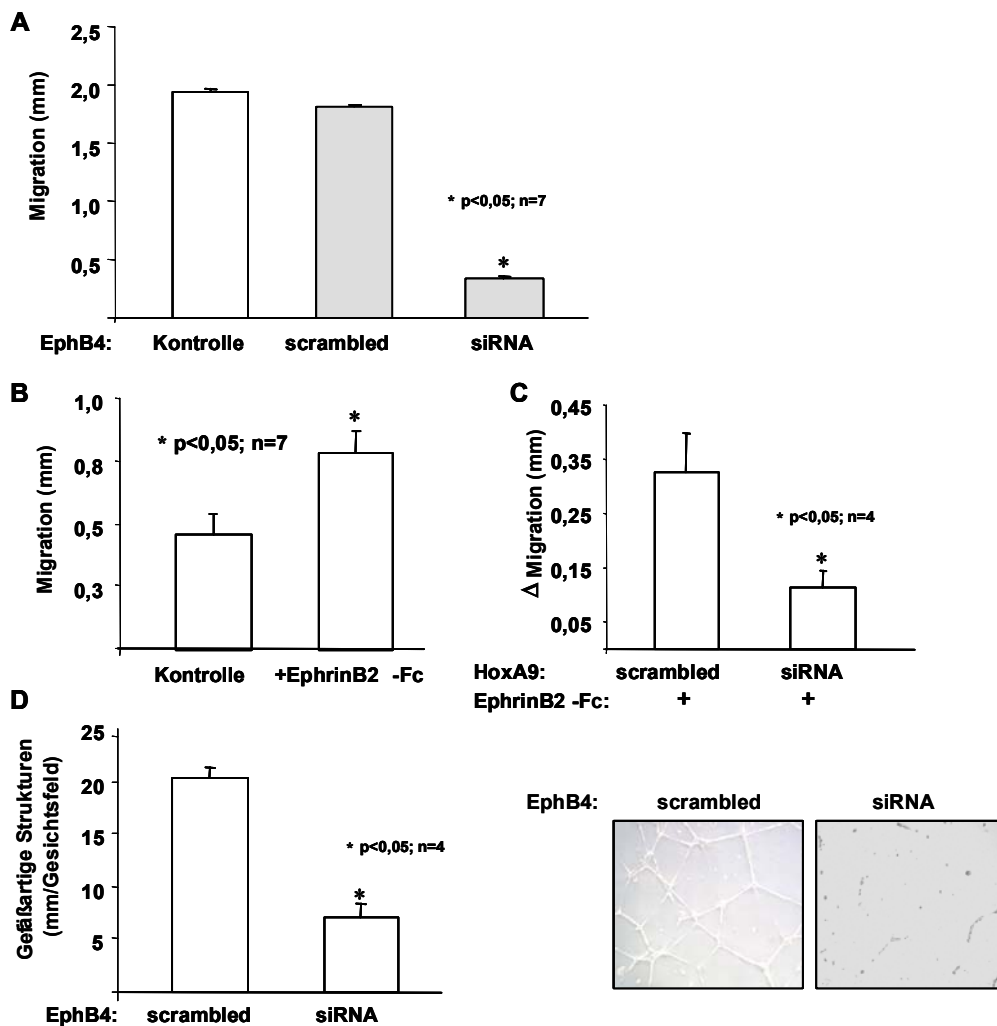 A
2,5
2,0
1,5
1,0
0,5
Migration (mm)
* p<0,05; n=7
*
EphB4: Kontrolle scrambled siRNA
B
1,0
0,8
0,5
0,3
Migration (mm)
* p<0,05; n=7
*
Kontrolle +EphrinB2 -Fc
C
0,45
0,35
0,25
0,15
0,05
Δ Migration (mm)
* p<0,05; n=4
*
HoxA9: scrambled siRNA
EphrinB2 -Fc: + +
D
25
20
15
10
5
Gefäßartige Strukturen
(mm/Gesichtsfeld)
* p<0,05; n=4
*
EphB4: scrambled siRNA
EphB4: scrambled siRNA